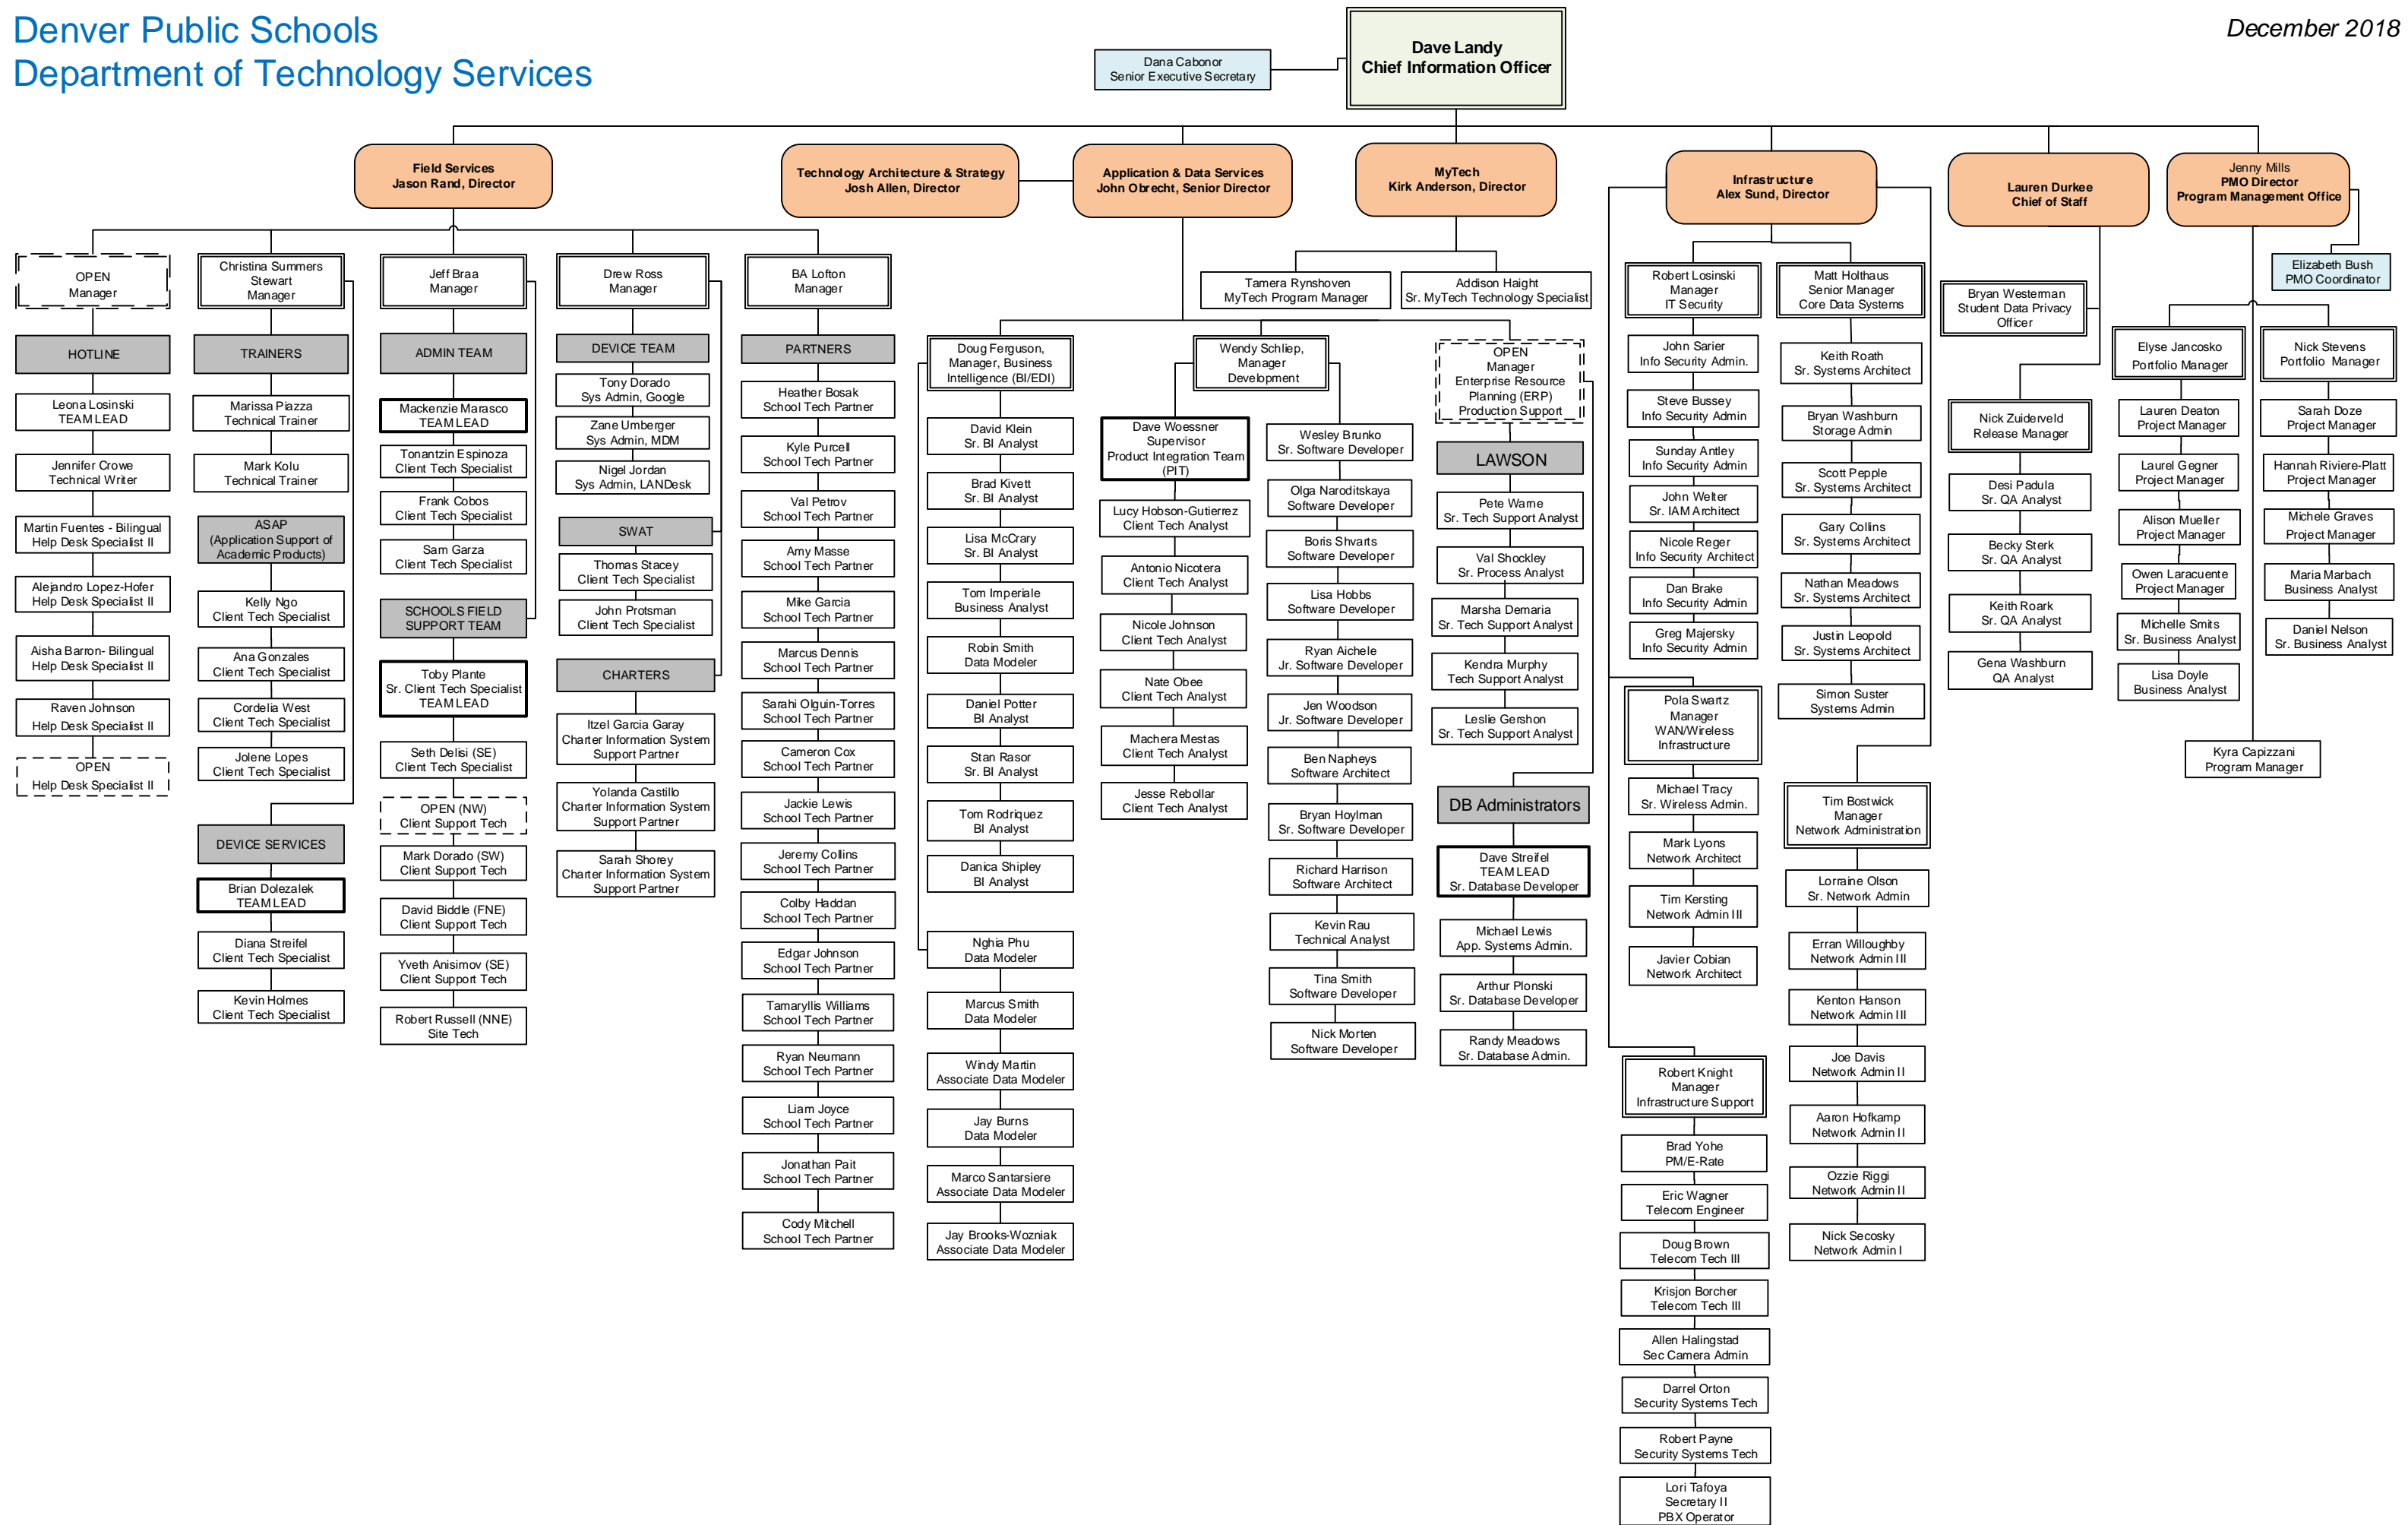 Denver Public Schools
Department of Technology Services
December 2018
Dave Landy
Chief Information Officer
Dana Cabonor
Senior Executive Secretary
Field Services
Jason Rand, Director
Technology Architecture & Strategy
Josh Allen, Director
Application & Data Services
John Obrecht, Senior Director
MyTech
Kirk Anderson, Director
Infrastructure
Alex Sund, Director
Lauren Durkee
Chief of Staff
Jenny Mills
PMO Director
Program Management Office
Elizabeth Bush
PMO Coordinator
OPEN
Manager
HOTLINE
Leona Losinski
TEAM LEAD
Jennifer Crowe
Technical Writer
Martin Fuentes - Bilingual
Help Desk Specialist II
Alejandro Lopez-Hofer
Help Desk Specialist II
Aisha Barron- Bilingual
Help Desk Specialist II
Raven Johnson
Help Desk Specialist II
OPEN
Help Desk Specialist II
Christina Summers
Stewart
Manager
TRAINERS
Marissa Piazza
Technical Trainer
Mark Kolu
Technical Trainer
ASAP
(Application Support of
Academic Products)
Kelly Ngo
Client Tech Specialist
Ana Gonzales
Client Tech Specialist
Cordelia West
Client Tech Specialist
Jolene Lopes
Client Tech Specialist
DEVICE SERVICES
Brian Dolezalek
TEAM LEAD
Diana Streifel
Client Tech Specialist
Kevin Holmes
Client Tech Specialist
Jeff Braa
Manager
ADMIN TEAM
Mackenzie Marasco
TEAM LEAD
Tonantzin Espinoza
Client Tech Specialist
Frank Cobos
Client Tech Specialist
Sam Garza
Client Tech Specialist
SCHOOLS FIELD
SUPPORT TEAM
Toby Plante
Sr. Client Tech Specialist
TEAM LEAD
Seth Delisi (SE)
Client Tech Specialist
OPEN (NW)
Client Support Tech
Mark Dorado (SW)
Client Support Tech
David Biddle (FNE)
Client Support Tech
Yveth Anisimov (SE)
Client Support Tech
Robert Russell (NNE)
Site Tech
Drew Ross
Manager
DEVICE TEAM
Tony Dorado
Sys Admin, Google
Zane Umberger
Sys Admin, MDM
Nigel Jordan
Sys Admin, LANDesk
SWAT
Thomas Stacey
Client Tech Specialist
John Protsman
Client Tech Specialist
CHARTERS
Itzel Garcia Garay
Charter Information System
Support Partner
Yolanda Castillo
Charter Information System
Support Partner
Sarah Shorey
Charter Information System
Support Partner
BA Lofton
Manager
PARTNERS
Heather Bosak
School Tech Partner
Kyle Purcell
School Tech Partner
Val Petrov
School Tech Partner
Amy Masse
School Tech Partner
Mike Garcia
School Tech Partner
Marcus Dennis
School Tech Partner
Sarahi Olguin-Torres
School Tech Partner
Cameron Cox
School Tech Partner
Jackie Lewis
School Tech Partner
Jeremy Collins
School Tech Partner
Colby Haddan
School Tech Partner
Edgar Johnson
School Tech Partner
Tamaryllis Williams
School Tech Partner
Ryan Neumann
School Tech Partner
Liam Joyce
School Tech Partner
Jonathan Pait
School Tech Partner
Cody Mitchell
School Tech Partner
Doug Ferguson,
Manager, Business
Intelligence (BI/EDI)
David Klein
Sr. BI Analyst
Brad Kivett
Sr. BI Analyst
Lisa McCrary
Sr. BI Analyst
Tom Imperiale
Business Analyst
Robin Smith
Data Modeler
Daniel Potter
BI Analyst
Stan Rasor
Sr. BI Analyst
Tom Rodriquez
BI Analyst
Danica Shipley
BI Analyst
Nghia Phu
Data Modeler
Marcus Smith
Data Modeler
Windy Martin
Associate Data Modeler
Jay Burns
Data Modeler
Marco Santarsiere
Associate Data Modeler
Jay Brooks-Wozniak
Associate Data Modeler
Wendy Schliep,
Manager
Development
Dave Woessner
Supervisor
Product Integration Team
(PIT)
Lucy Hobson-Gutierrez
Client Tech Analyst
Antonio Nicotera
Client Tech Analyst
Nicole Johnson
Client Tech Analyst
Nate Obee
Client Tech Analyst
Machera Mestas
Client Tech Analyst
Jesse Rebollar
Client Tech Analyst
Wesley Brunko
Sr. Software Developer
Olga Naroditskaya
Software Developer
Boris Shvarts
Software Developer
Lisa Hobbs
Software Developer
Ryan Aichele
Jr. Software Developer
Jen Woodson
Jr. Software Developer
Ben Napheys
Software Architect
Bryan Hoylman
Sr. Software Developer
Richard Harrison
Software Architect
Kevin Rau
Technical Analyst
Tina Smith
Software Developer
Nick Morten
Software Developer
Tamera Rynshoven
MyTech Program Manager
Addison Haight
Sr. MyTech Technology Specialist
OPEN
Manager
Enterprise Resource
Planning (ERP)
Production Support
LAWSON
Pete Warne
Sr. Tech Support Analyst
Val Shockley
Sr. Process Analyst
Marsha Demaria
Sr. Tech Support Analyst
Kendra Murphy
Tech Support Analyst
Leslie Gershon
Sr. Tech Support Analyst
DB Administrators
Dave Streifel
TEAM LEAD
Sr. Database Developer
Michael Lewis
App. Systems Admin.
Arthur Plonski
Sr. Database Developer
Randy Meadows
Sr. Database Admin.
Robert Losinski
Manager
IT Security
John Sarier
Info Security Admin.
Steve Bussey
Info Security Admin
Sunday Antley
Info Security Admin
John Welter
Sr. IAM Architect
Nicole Reger
Info Security Architect
Dan Brake
Info Security Admin
Greg Majersky
Info Security Admin
Pola Swartz
Manager
WAN/Wireless
Infrastructure
Michael Tracy
Sr. Wireless Admin.
Mark Lyons
Network Architect
Tim Kersting
Network Admin III
Javier Cobian
Network Architect
Robert Knight
Manager
Infrastructure Support
Brad Yohe
PM/E-Rate
Eric Wagner
Telecom Engineer
Doug Brown
Telecom Tech III
Krisjon Borcher
Telecom Tech III
Allen Halingstad
Sec Camera Admin
Darrel Orton
Security Systems Tech
Robert Payne
Security Systems Tech
Lori Tafoya
Secretary II
PBX Operator
Matt Holthaus
Senior Manager
Core Data Systems
Keith Roath
Sr. Systems Architect
Bryan Washburn
Storage Admin
Scott Pepple
Sr. Systems Architect
Gary Collins
Sr. Systems Architect
Nathan Meadows
Sr. Systems Architect
Justin Leopold
Sr. Systems Architect
Simon Suster
Systems Admin
Tim Bostwick
Manager
Network Administration
Lorraine Olson
Sr. Network Admin
Erran Willoughby
Network Admin III
Kenton Hanson
Network Admin III
Joe Davis
Network Admin II
Aaron Hofkamp
Network Admin II
Ozzie Riggi
Network Admin II
Nick Secosky
Network Admin I
Bryan Westerman
Student Data Privacy
Officer
Nick Zuiderveld
Release Manager
Desi Padula
Sr. QA Analyst
Becky Sterk
Sr. QA Analyst
Keith Roark
Sr. QA Analyst
Gena Washburn
QA Analyst
Elyse Jancosko
Portfolio Manager
Lauren Deaton
Project Manager
Laurel Gegner
Project Manager
Alison Mueller
Project Manager
Owen Laracuente
Project Manager
Michelle Smits
Sr. Business Analyst
Lisa Doyle
Business Analyst
Nick Stevens
Portfolio Manager
Sarah Doze
Project Manager
Hannah Riviere-Platt
Project Manager
Michele Graves
Project Manager
Maria Marbach
Business Analyst
Daniel Nelson
Sr. Business Analyst
Kyra Capizzani
Program Manager